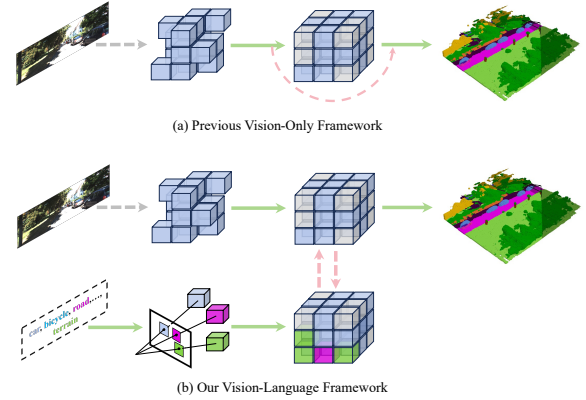 (a) Previous Vision-Only Framework
car, bicycle, road,.....
terrain
(b) Our Vision-Language Framework